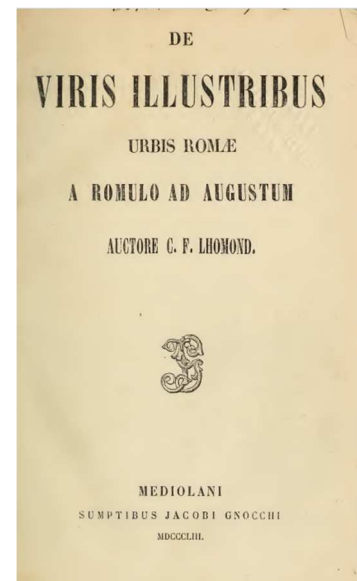 DE
VIRIS ILLUSTRIBUS
URBIS ROMÆ
A ROMULO AD AUGUSTUM
AUCTORE C. F. LHOMOND.
MEDIOLANI
SUMPTIBUS JACOBI GNOCCHI
MDCCCLIII.